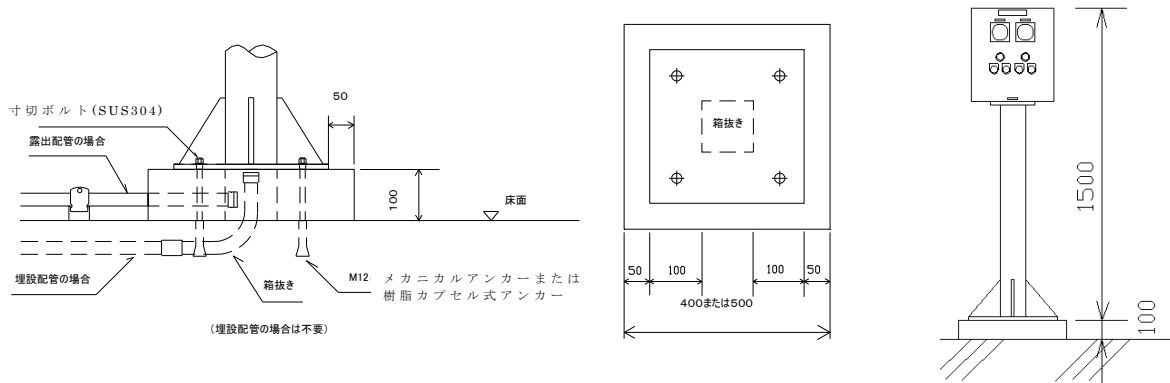 寸切ボルト(SUS304)
露出配管の場合
50
100
床面
埋設配管の場合
箱抜き
(埋設配管の場合は不要)
M12
メカニカルアンカーまたは
樹脂カプセル式アンカー
箱抜き
50
100
100
50
400または500
1500
100